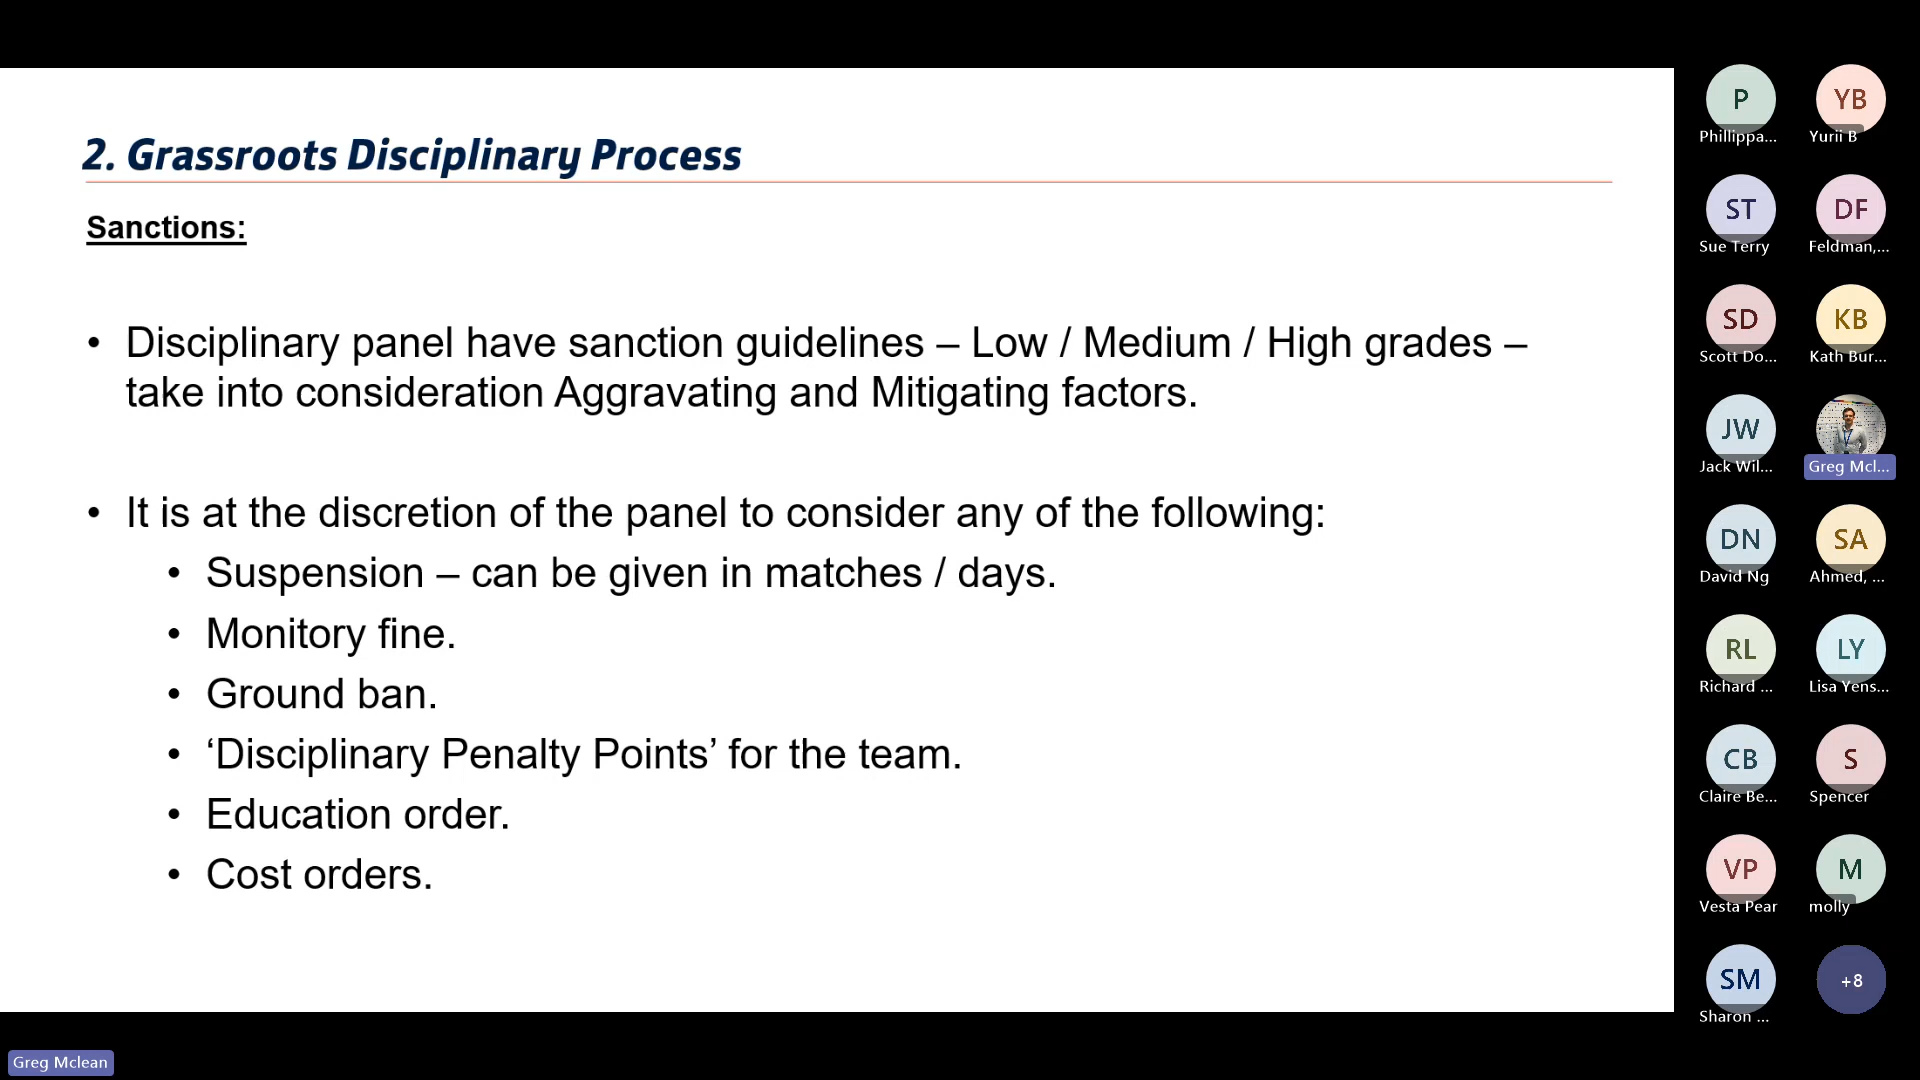 2. Grassroots Disciplinary Process
Sanctions:
• Disciplinary panel have sanction guidelines – Low / Medium / High grades –
take into consideration Aggravating and Mitigating factors.
• It is at the discretion of the panel to consider any of the following:
• Suspension – can be given in matches / days.
• Monitory fine.
• Ground ban.
• ‘Disciplinary Penalty Points’ for the team.
• Education order.
• Cost orders.
P
Phillippa...
YB
Yurii B
ST
Sue Terry
DF
Feldman,...
SD
Scott Do...
KB
Kath Bur...
JW
Jack Wil...
Greg Mcl...
DN
David Ng
SA
Ahmed, ...
RL
Richard ...
LY
Lisa Yens...
CB
Claire Be...
S
Spencer
VP
Vesta Pear
M
molly
SM
Sharon ...
+8
Greg Mclean